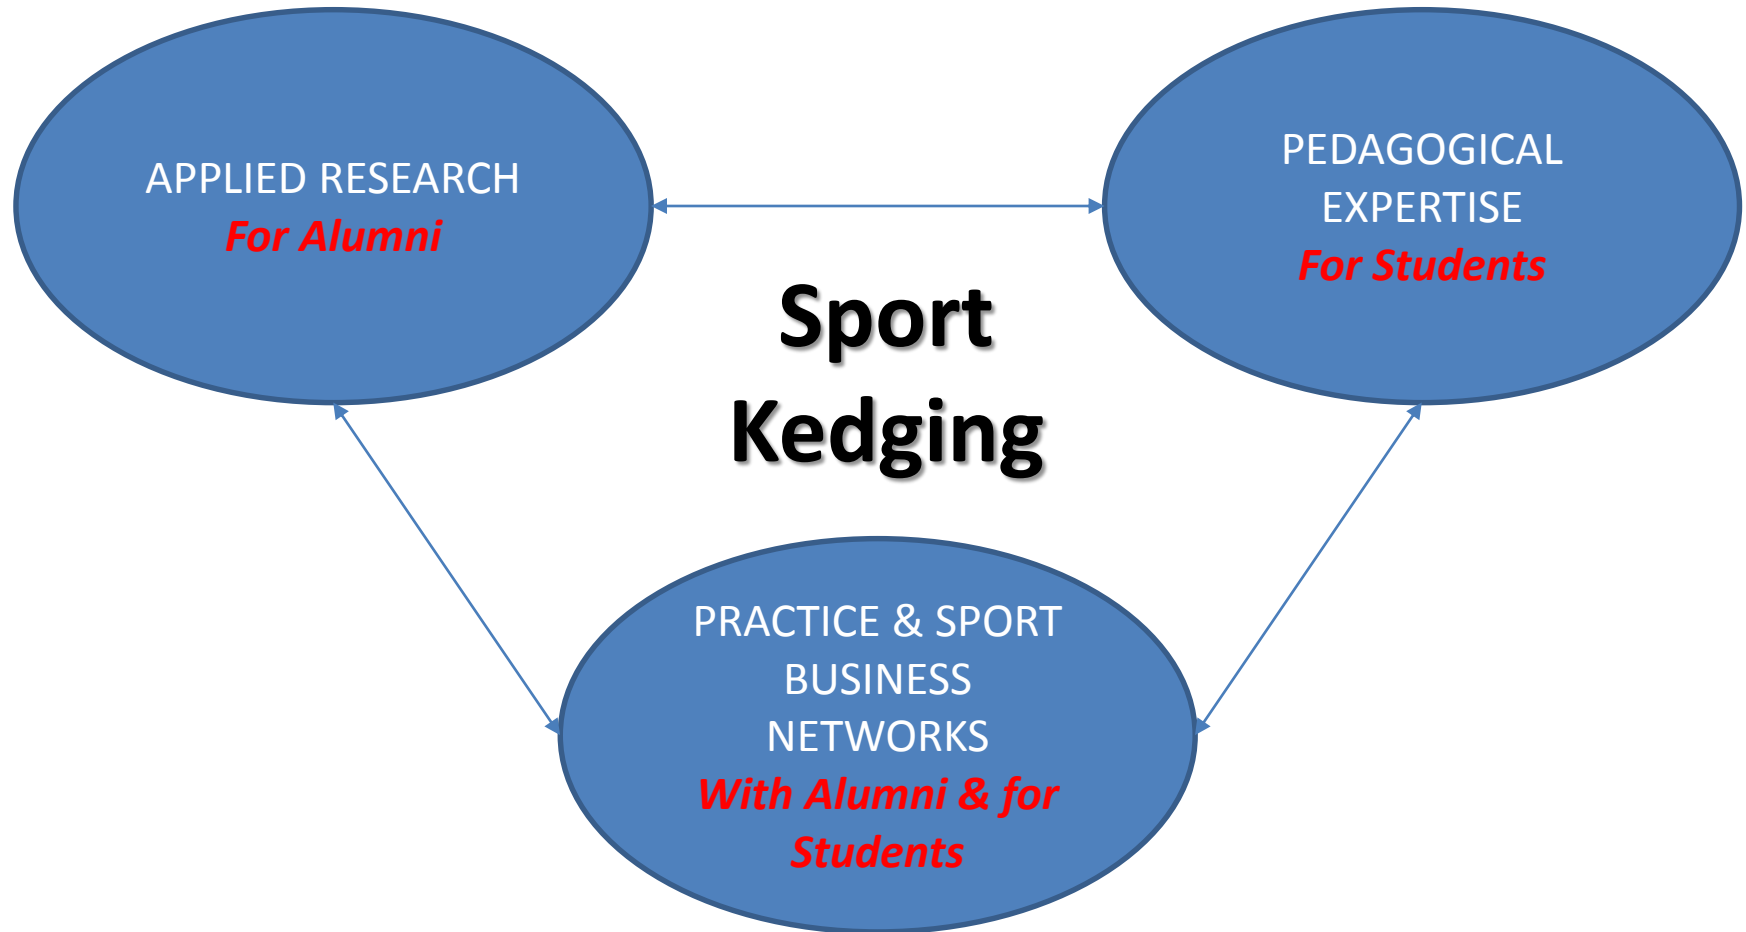 APPLIED RESEARCH
For Alumni
PEDAGOGICAL
EXPERTISE
For Students
Sport
Kedging
PRACTICE & SPORT
BUSINESS
NETWORKS
With Alumni & for
Students